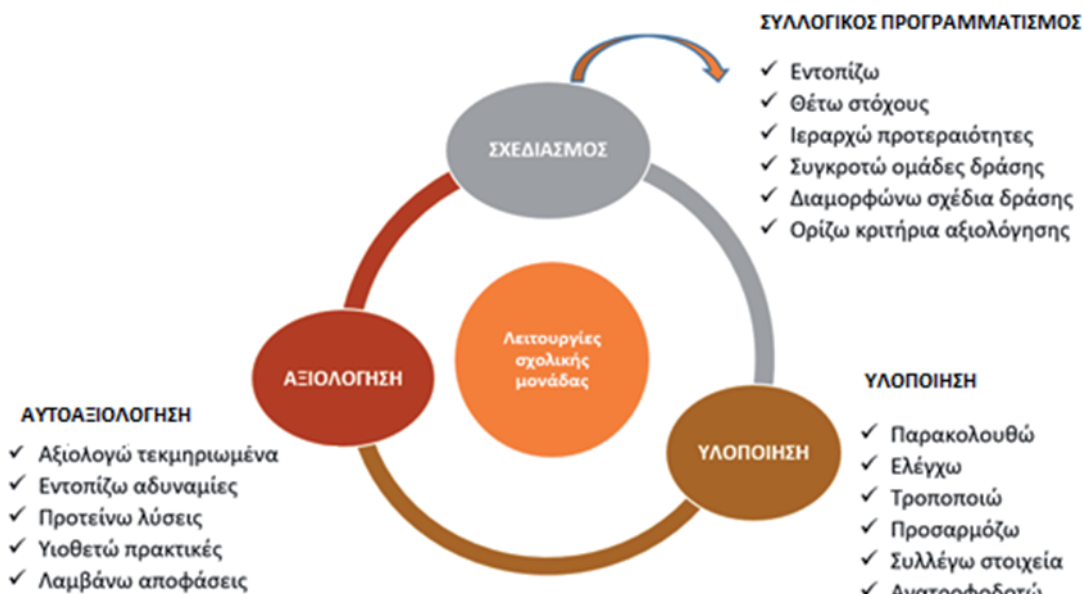 ΣΥΛΛΟΓΙΚΟΣ ΠΡΟΓΡΑΜΜΑΤΙΣΜΟΣ
✓ Εντοπίζω
✓ Θέτω στόχους
✓ Ιεραρχώ προτεραιότητες
✓ Συγκροτώ ομάδες δράσης
✓ Διαμορφώνω σχέδια δράσης
✓ Ορίζω κριτήρια αξιολόγησης
ΣΧΕΔΙΑΣΜΟΣ
Λειτουργίες
σχολικής
μονάδας
ΑΞΙΟΛΟΓΗΣΗ
ΥΛΟΠΟΙΗΣΗ
ΥΛΟΠΟΙΗΣΗ
✓ Παρακολουθώ
✓ Ελέγχω
✓ Τροποποιώ
✓ Προσαρμόζω
✓ Συλλέγω στοιχεία
✓ Ανατροφοδοτώ
ΑΥΤΟΑΞΙΟΛΟΓΗΣΗ
✓ Αξιολογώ τεκμηριωμένα
✓ Εντοπίζω αδυναμίες
✓ Προτείνω λύσεις
✓ Υιοθετώ πρακτικές
✓ Λαμβάνω αποφάσεις